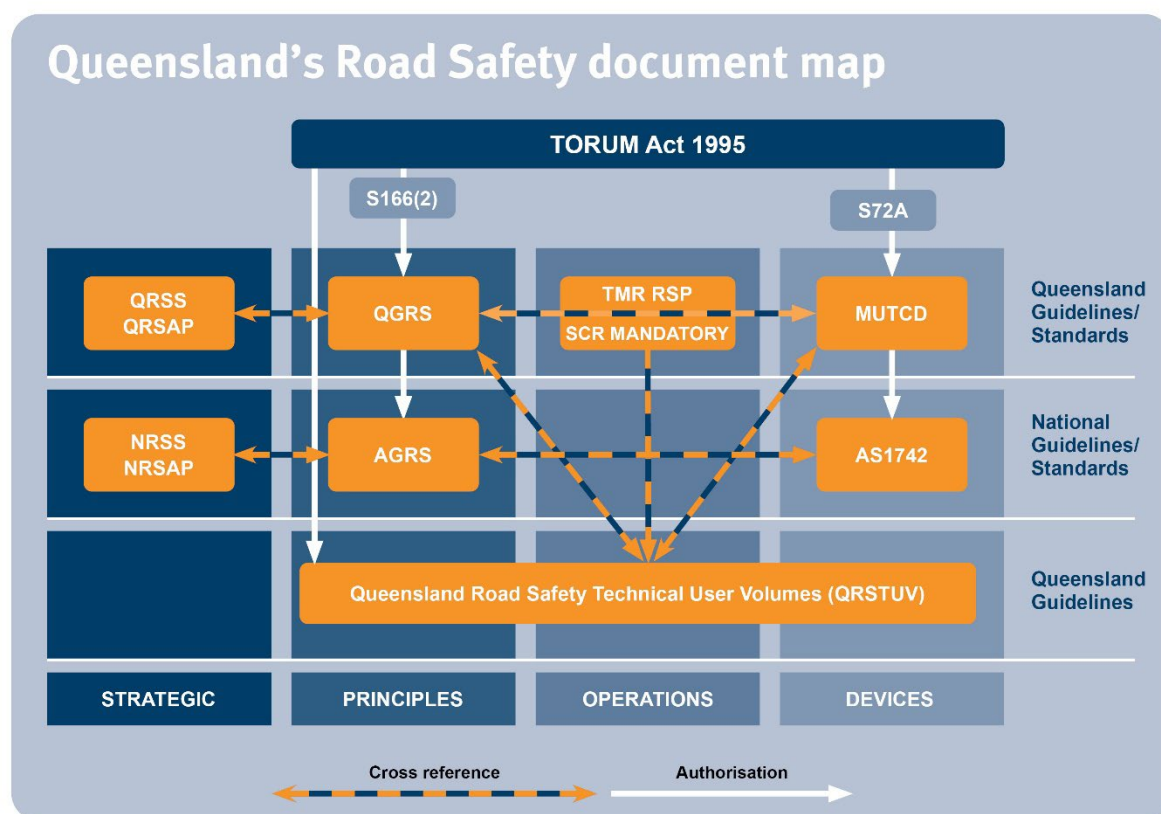 Queensland's Road Safety document map
TORUM Act 1995
S166(2)
S72A
QRSS
QRSAP
QGRS
TMR RSP
SCR MANDATORY
MUTCD
Queensland
Guidelines/
Standards
NRSS
NRSAP
AGRS
AS1742
National
Guidelines/
Standards
Queensland Road Safety Technical User Volumes (QRSTUV)
Queensland
Guidelines
STRATEGIC
PRINCIPLES
OPERATIONS
DEVICES
Cross reference
Authorisation